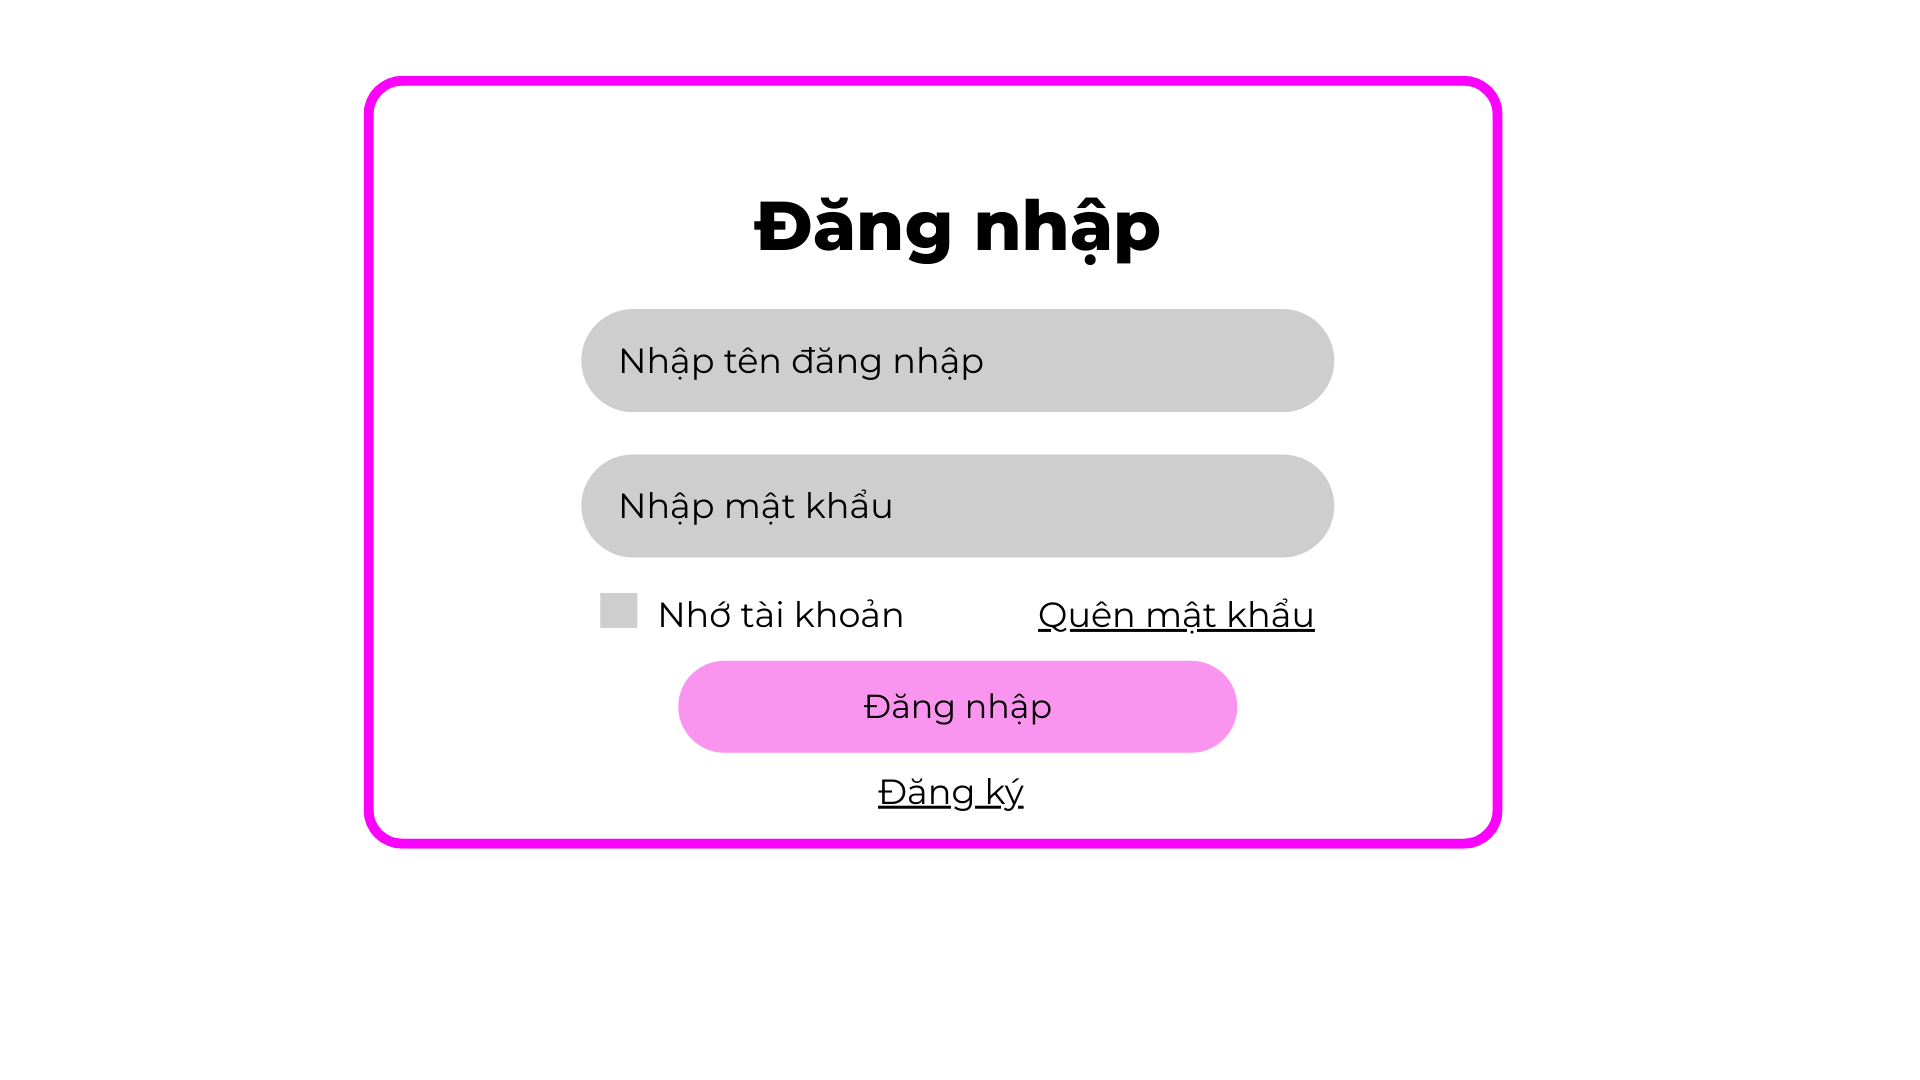 Đăng nhập
Nhập tên đăng nhập
Nhập mật khẩu
Nhớ tài khoản
Quên mật khẩu
Đăng nhập
Đăng ký